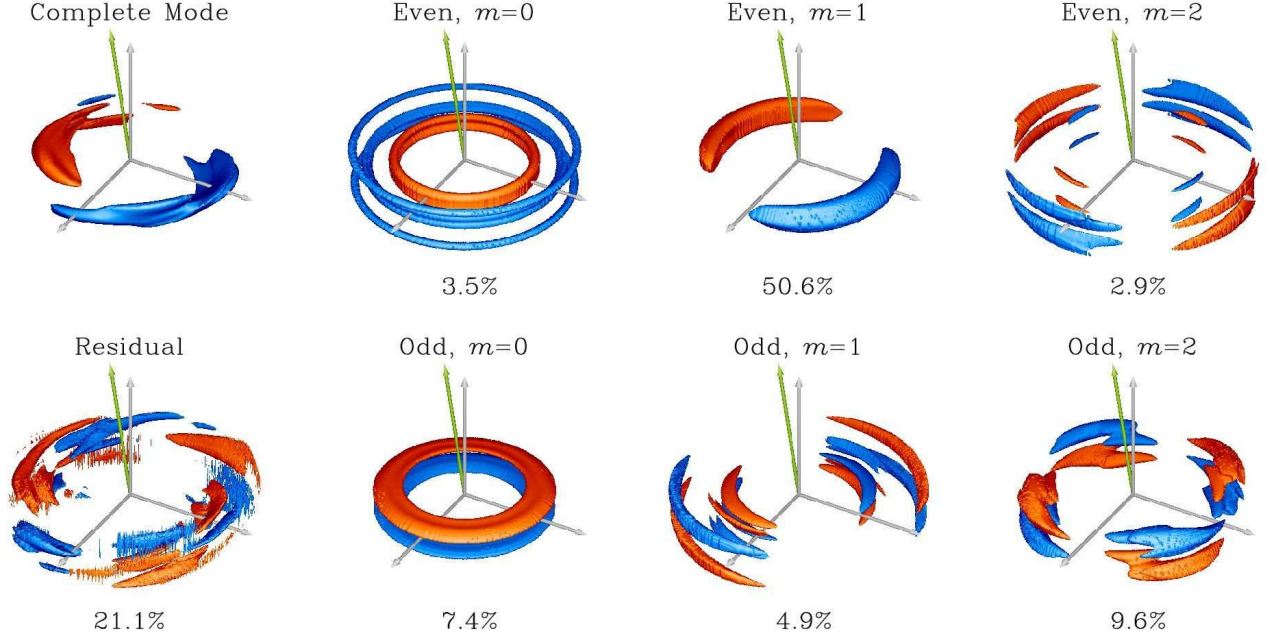 Complete Mode
Even, m=0
Even, m=1
Even, m=2
3.5%
50.6%
2.9%
Residual
Odd, m=0
Odd, m=1
Odd, m=2
21.1%
7.4%
4.9%
9.6%